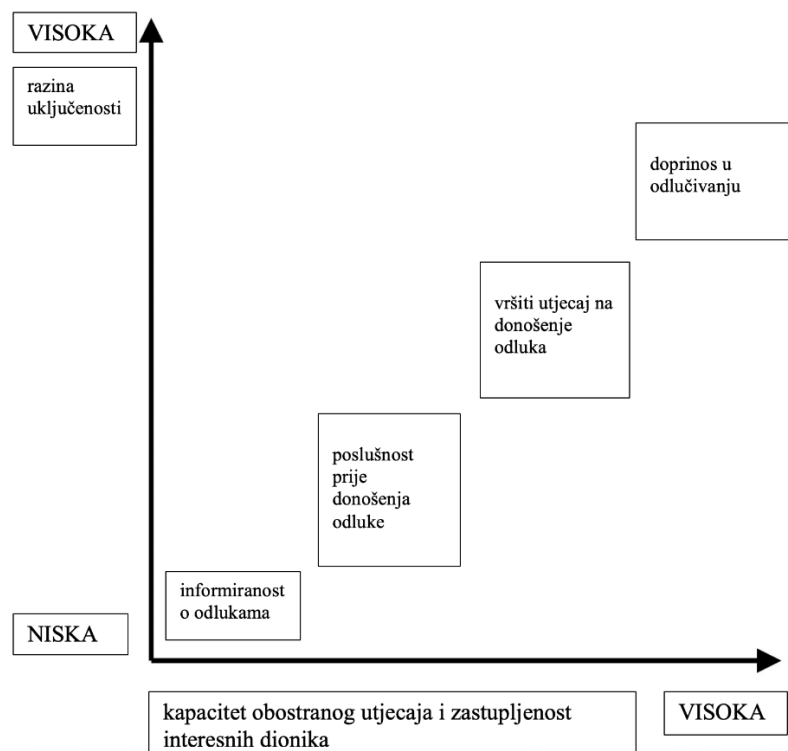 VISOKA
razina
uključenosti
doprinos u
odlučivanju
vršiti utjecaj na
donošenje
odluka
poslušnost
prije
donošenja
odluke
informiranost
o odlukama
NISKA
kapacitet obostranog utjecaja i zastupljenost
interesnih dionika
VISOKA